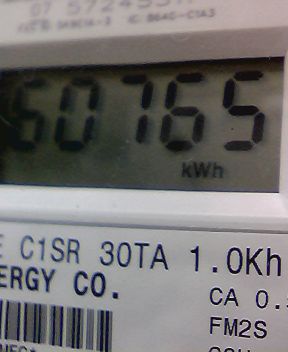 60765
kWh
E C1SR 30TA 1.0Kh
ERGY CO.
CA 0.
FM2S